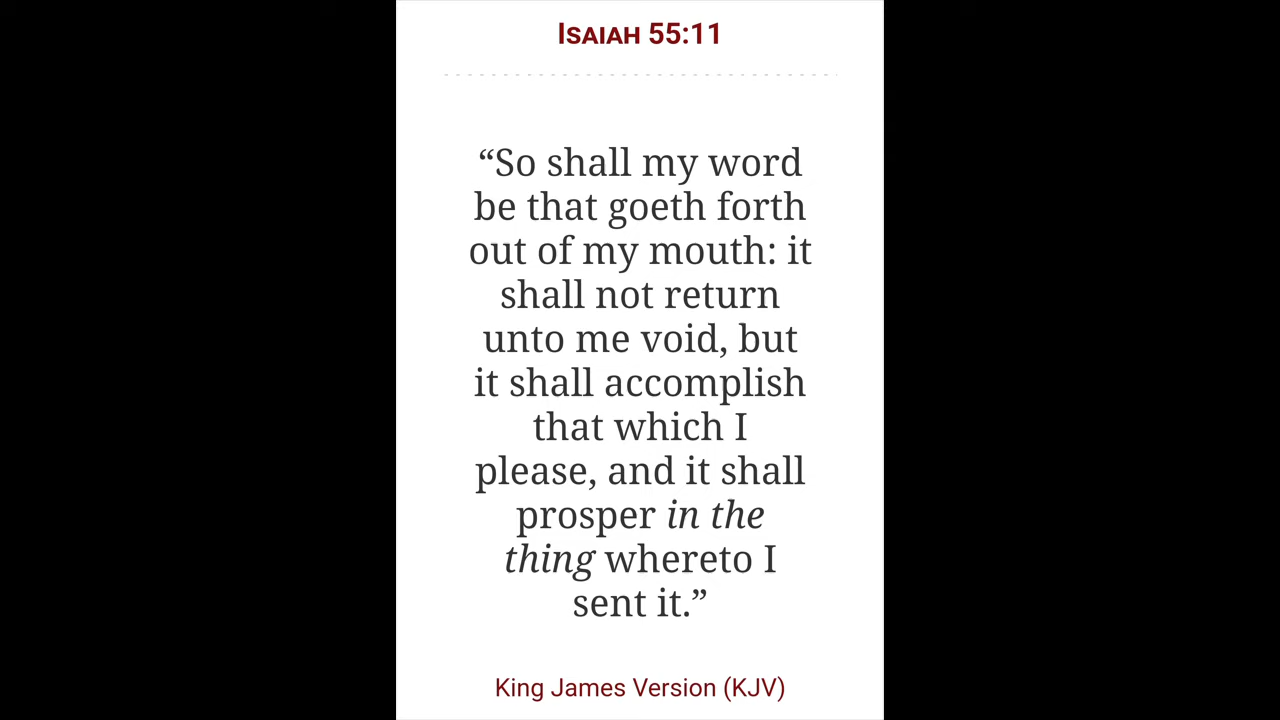 Isaiah 55:11
“So shall my word
be that goeth forth
out of my mouth: it
shall not return
unto me void, but
it shall accomplish
that which I
please, and it shall
prosper in the
thing whereto I
sent it.”
King James Version (KJV)